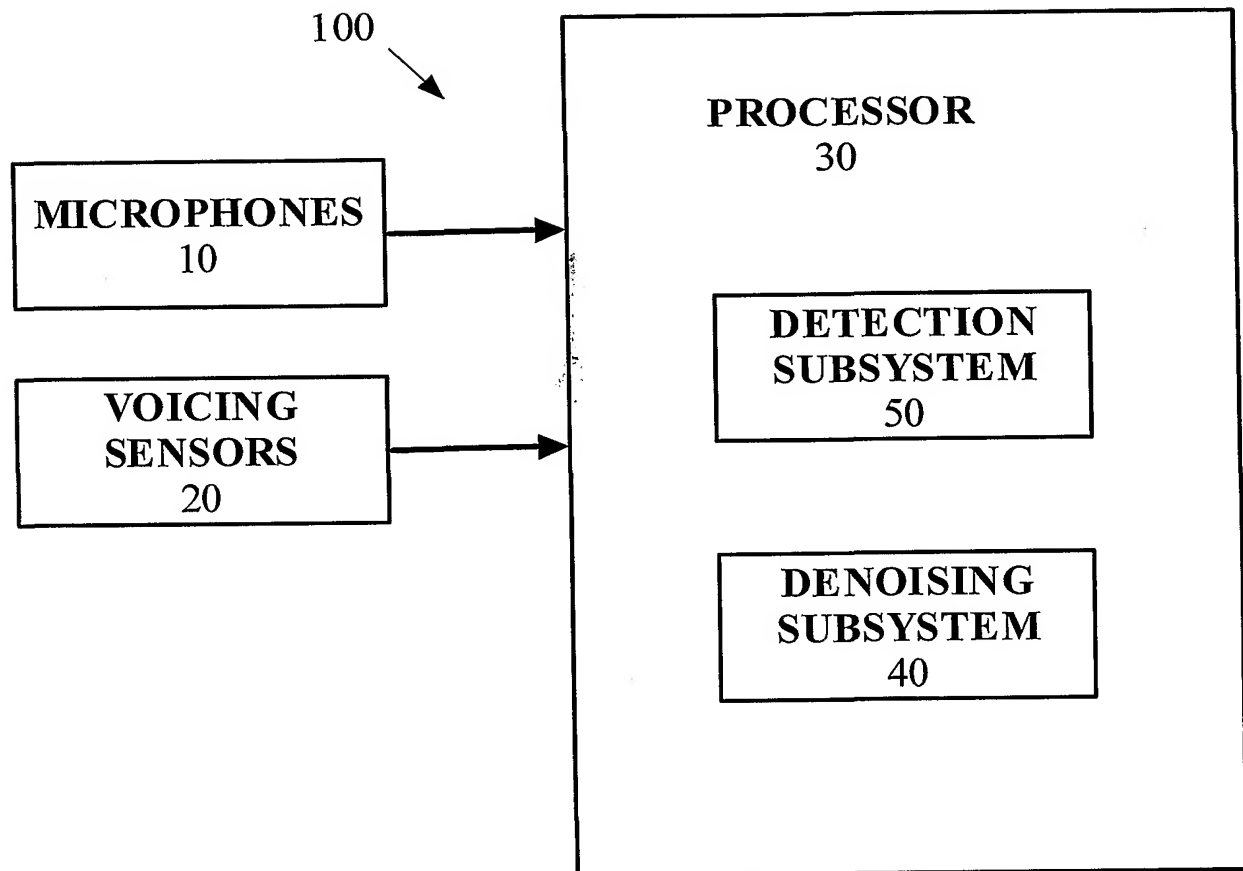 100
PROCESSOR
30
MICROPHONES
10
VOICING
SENSORS
20
DETECTION
SUBSYSTEM
50
DENOISING
SUBSYSTEM
40